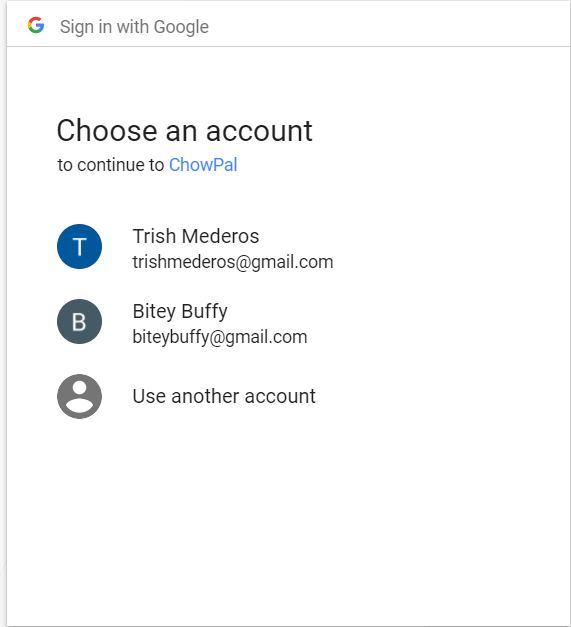 Sign in with Google
Choose an account
to continue to ChowPal
T
Trish Mederos
trishmederos@gmail.com
B
Bitey Buffy
biteybuffy@gmail.com
Use another account